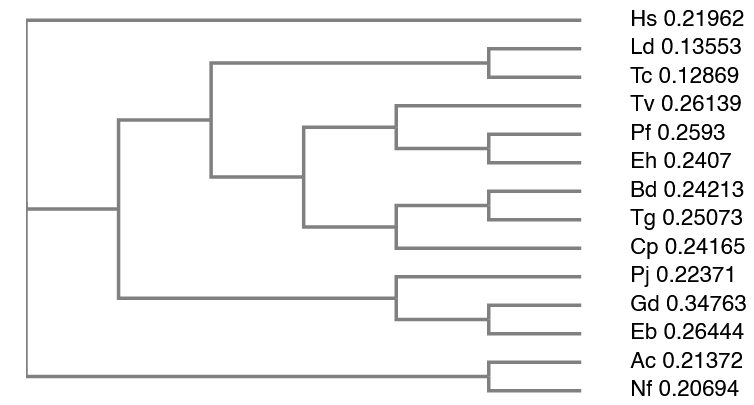 Hs 0.21962
Ld 0.13553
Tc 0.12869
Tv 0.26139
Pf 0.2593
Eh 0.2407
Bd 0.24213
Tg 0.25073
Cp 0.24165
Pj 0.22371
Gd 0.34763
Eb 0.26444
Ac 0.21372
Nf 0.20694